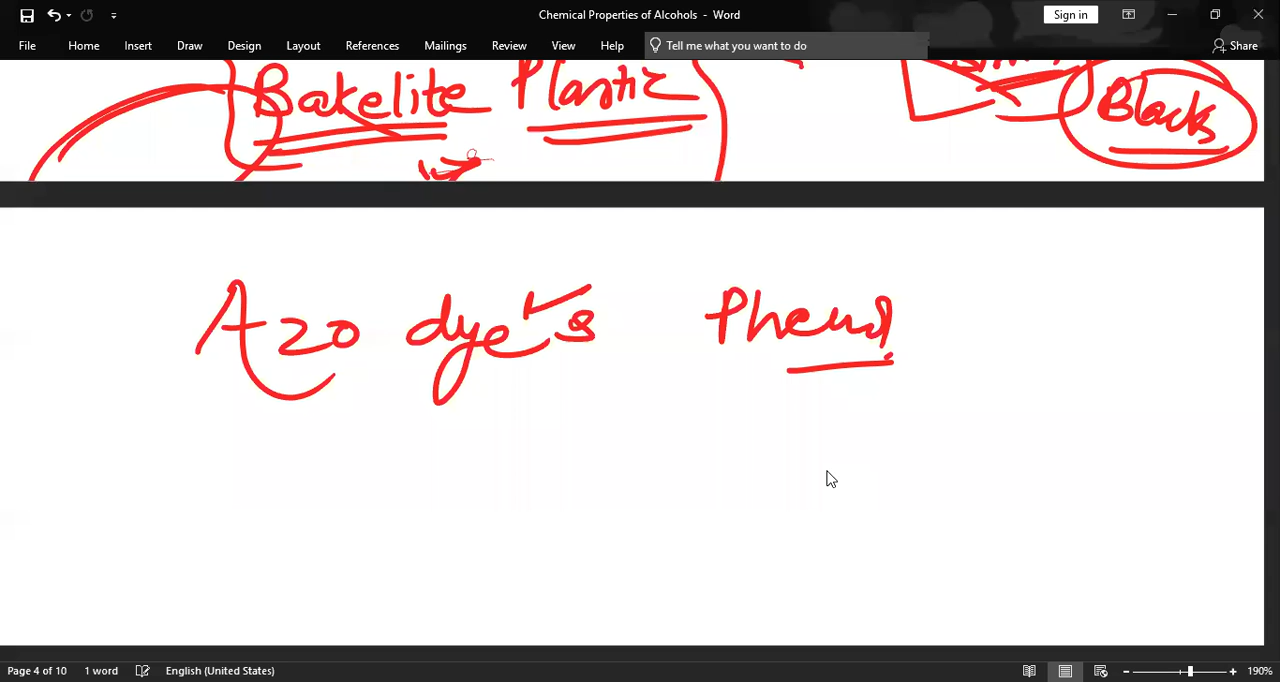 Chemical Properties of Alcohols - Word
Sign in
File Home Insert Draw Design Layout References Mailings Review View Help Tell me what you want to do Share
Bakelite Plastic
Blacks
Azo dye's Phenol
Page 4 of 10 1 word English (United States) 190%